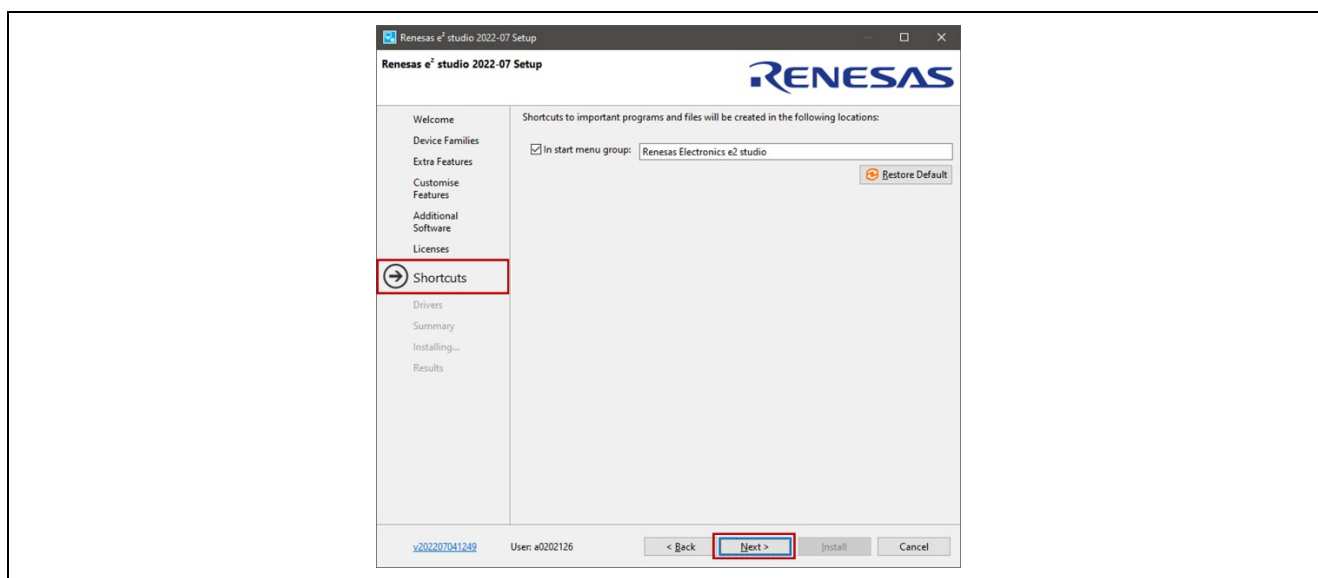 Renesas e² studio 2022-07 Setup
Renesas e² studio 2022-07 Setup
RENESAS
Welcome
Device Families
Extra Features
Customise
Features
Additional
Software
Licenses
Shortcuts
Drivers
Summary
Installing...
Results
Shortcuts to important programs and files will be created in the following locations:
In start menu group: Renesas Electronics e2 studio
Restore Default
v202207041249 User: a0202126 < Back Next > Install Cancel